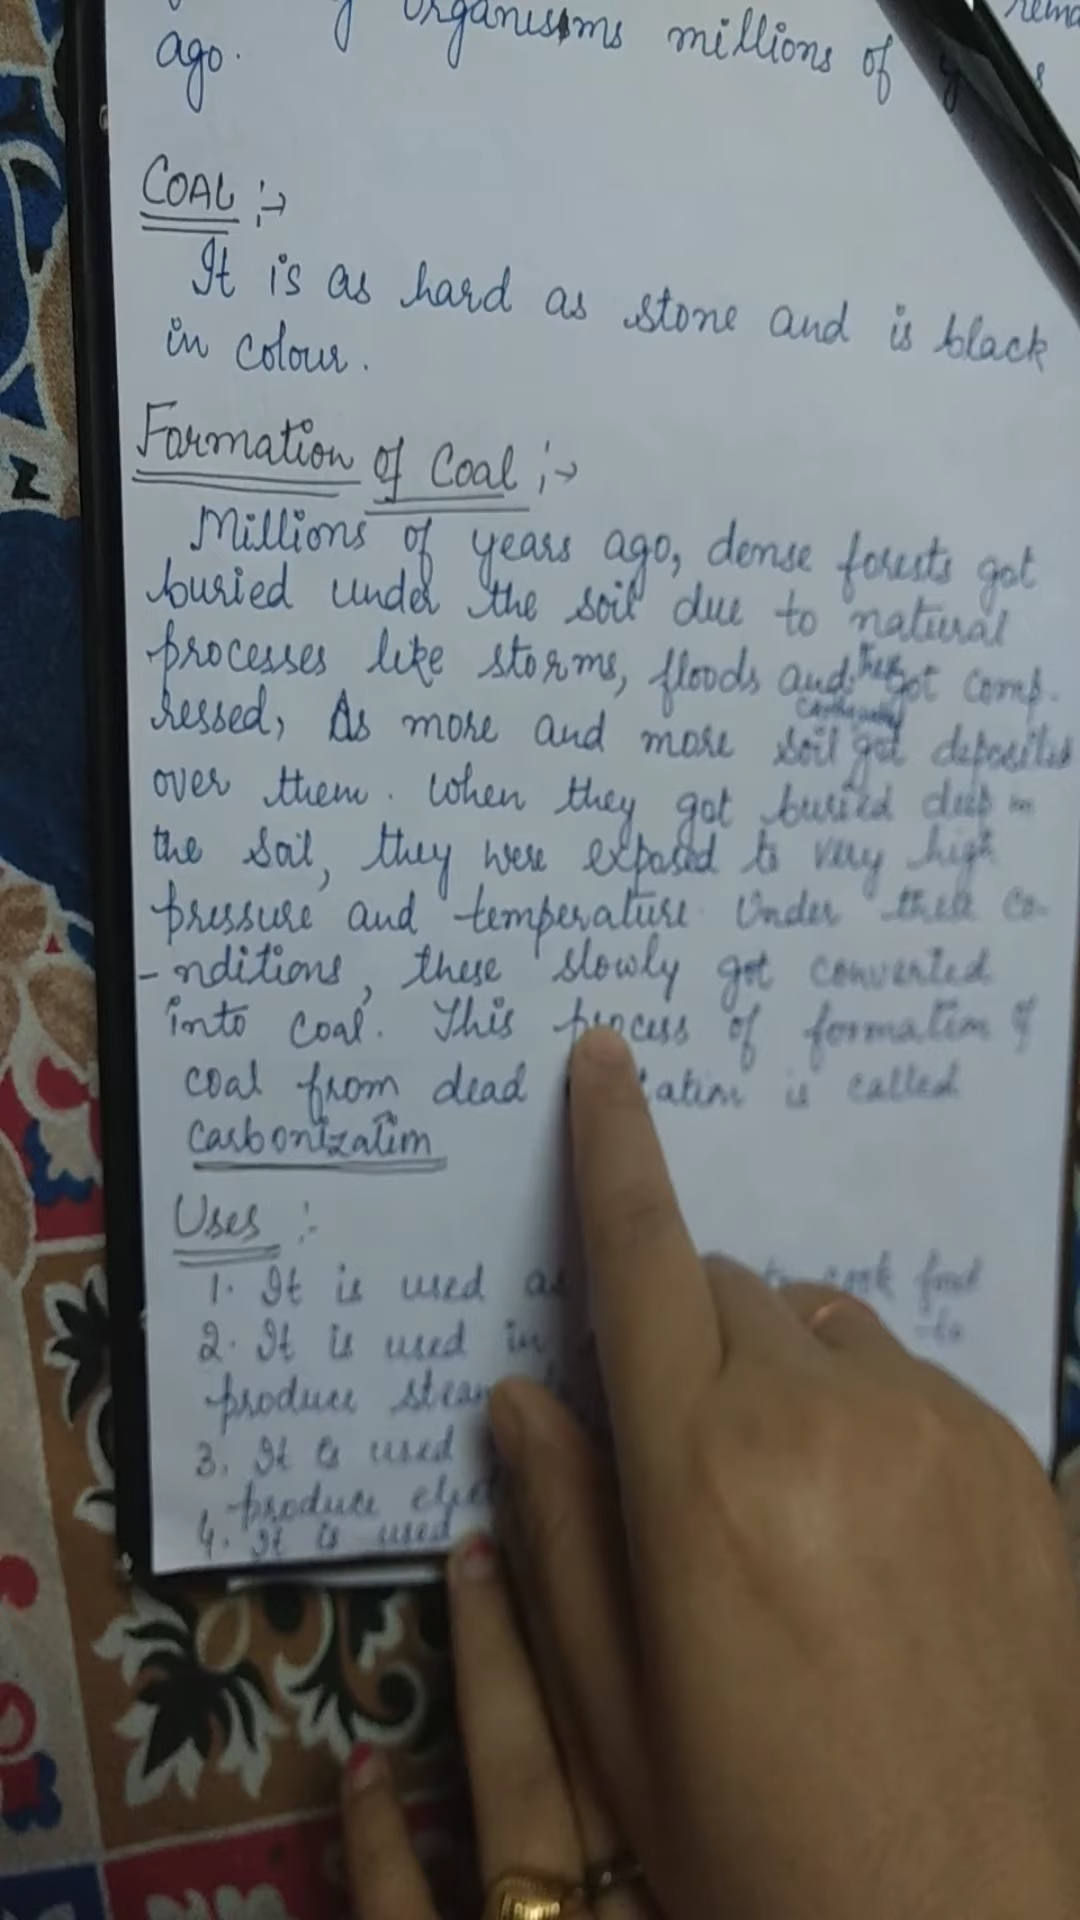 organisms millions of
ago.
COAL :→
It is as hard as stone and is black
in colour.
Formation of Coal ;→
Millions of years ago, dense forests got
buried under the soil due to natural
processes like storms, floods and they got comp-
ressed, As more and more soil got deposited
over them. When they got buried deep in
the soil, they were exposed to very high
pressure and temperature. Under these co-
-nditions, these slowly got converted
into coal. This process of formation of
coal from dead is called
Carbonization
Uses :-
1. It is used as to cook food
2. It is used in to
produce steam
3. It is used
produce
4. It is used